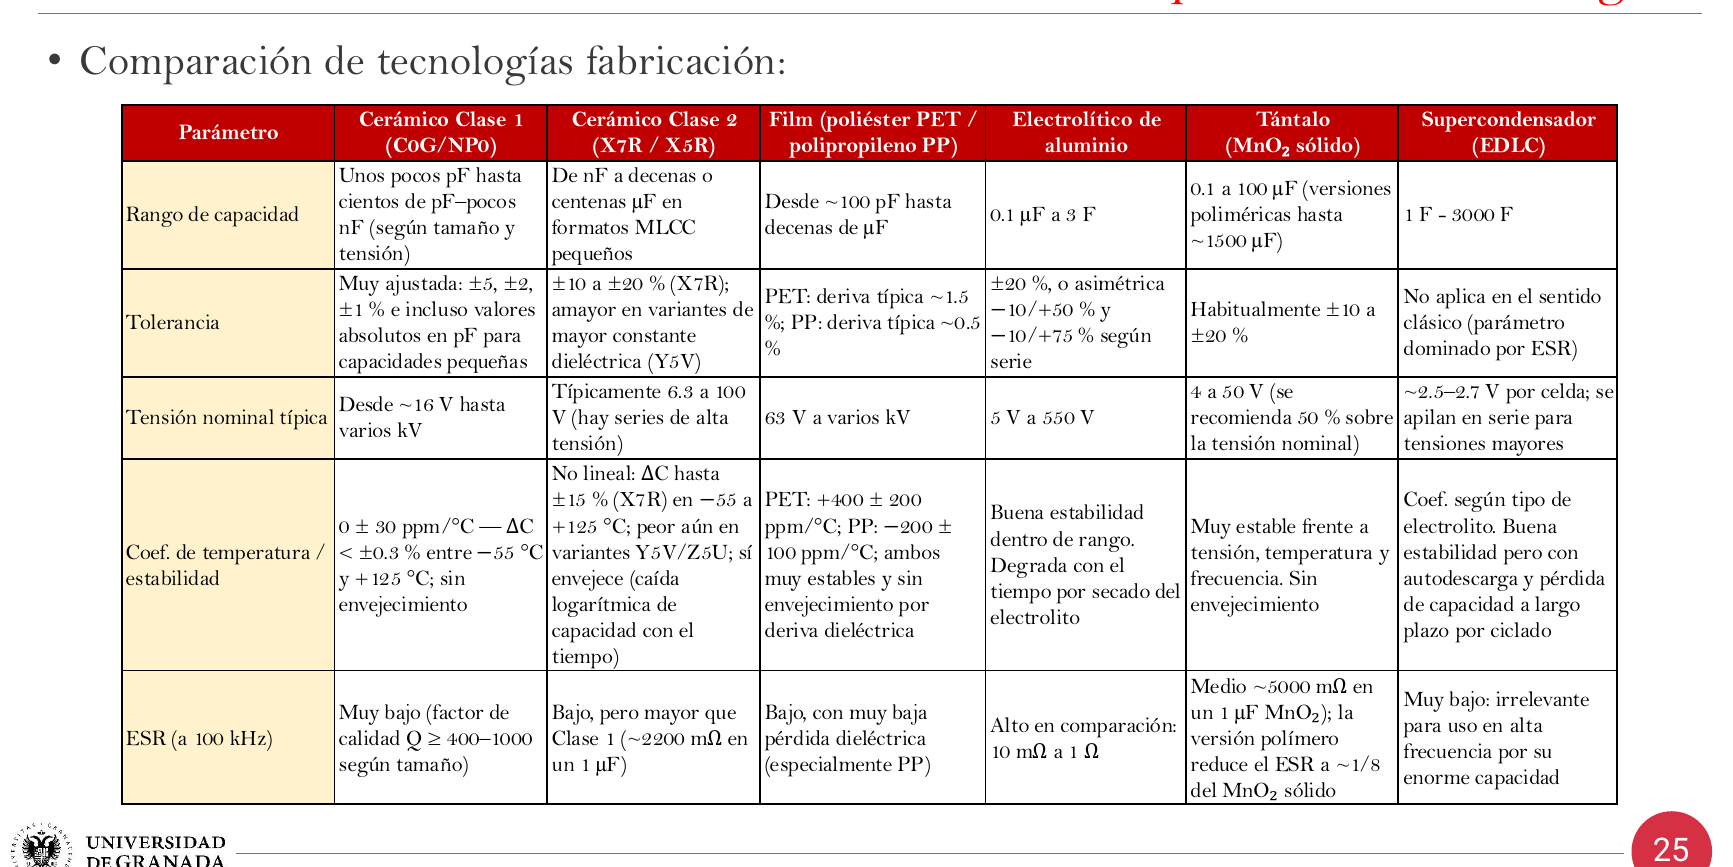 • Comparación de tecnologías fabricación:
Parámetro
Cerámico Clase 1
(C0G/NP0)
Cerámico Clase 2
(X7R / X5R)
Film (poliéster PET /
polipropileno PP)
Electrolítico de
aluminio
Tántalo
(MnO₂ sólido)
Supercondensador
(EDLC)
Rango de capacidad
Unos pocos pF hasta
cientos de pF–pocos
nF (según tamaño y
tensión)
De nF a decenas o
centenas µF en
formatos MLCC
pequeños
Desde ~100 pF hasta
decenas de µF
0.1 µF a 3 F
0.1 a 100 µF (versiones
poliméricas hasta
~1500 µF)
1 F - 3000 F
Tolerancia
Muy ajustada: ±5, ±2,
±1 % e incluso valores
absolutos en pF para
capacidades pequeñas
±10 a ±20 % (X7R);
amayor en variantes de
mayor constante
dieléctrica (Y5V)
PET: deriva típica ~1.5
%; PP: deriva típica ~0.5
%
±20 %, o asimétrica
−10/+50 % y
−10/+75 % según
serie
Habitualmente ±10 a
±20 %
No aplica en el sentido
clásico (parámetro
dominado por ESR)
Tensión nominal típica
Desde ~16 V hasta
varios kV
Típicamente 6.3 a 100
V (hay series de alta
tensión)
63 V a varios kV
5 V a 550 V
4 a 50 V (se
recomienda 50 % sobre
la tensión nominal)
~2.5–2.7 V por celda; se
apilan en serie para
tensiones mayores
Coef. de temperatura /
estabilidad
0 ± 30 ppm/°C — ΔC
< ±0.3 % entre −55 °C
y +125 °C; sin
envejecimiento
No lineal: ΔC hasta
±15 % (X7R) en −55 a
+125 °C; peor aún en
variantes Y5V/Z5U; sí
envejece (caída
logarítmica de
capacidad con el
tiempo)
PET: +400 ± 200
ppm/°C; PP: −200 ±
100 ppm/°C; ambos
muy estables y sin
envejecimiento por
deriva dieléctrica
Buena estabilidad
dentro de rango.
Degrada con el
tiempo por secado del
electrolito
Muy estable frente a
tensión, temperatura y
frecuencia. Sin
envejecimiento
Coef. según tipo de
electrolito. Buena
estabilidad pero con
autodescarga y pérdida
de capacidad a largo
plazo por ciclado
ESR (a 100 kHz)
Muy bajo (factor de
calidad Q ≥ 400–1000
según tamaño)
Bajo, pero mayor que
Clase 1 (~2200 mΩ en
un 1 µF)
Bajo, con muy baja
pérdida dieléctrica
(especialmente PP)
Alto en comparación:
10 mΩ a 1 Ω
Medio ~5000 mΩ en
un 1 µF MnO₂); la
versión polímero
reduce el ESR a ~1/8
del MnO₂ sólido
Muy bajo: irrelevante
para uso en alta
frecuencia por su
enorme capacidad
UNIVERSIDAD
DE GRANADA
25